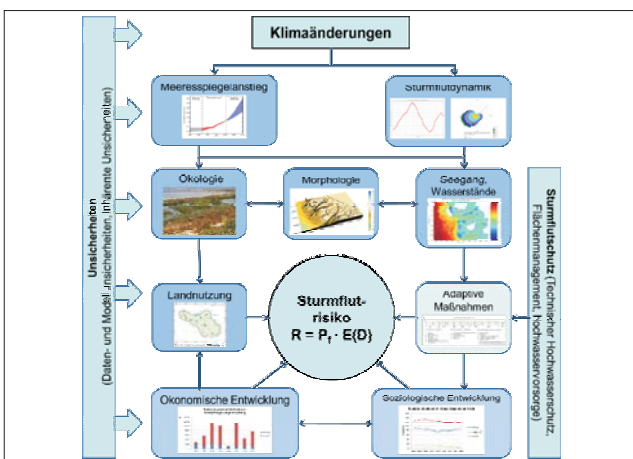 Klimaänderungen
Meeresspiegelanstieg
Sturmflutdynamik
Unsicherheiten
(Daten- und Modellunsicherheiten, Inhärente Unsicherheiten)
Ökologie
Morphologie
Seegang,
Wasserstände
Sturmflutschutz (Technischer Hochwasserschutz,
Flächenmanagement, Hochwasservorsorge)
Landnutzung
Sturmflut-
risiko
R = Pf · E{D}
Adaptive
Maßnahmen
Ökonomische Entwicklung
Soziologische Entwicklung